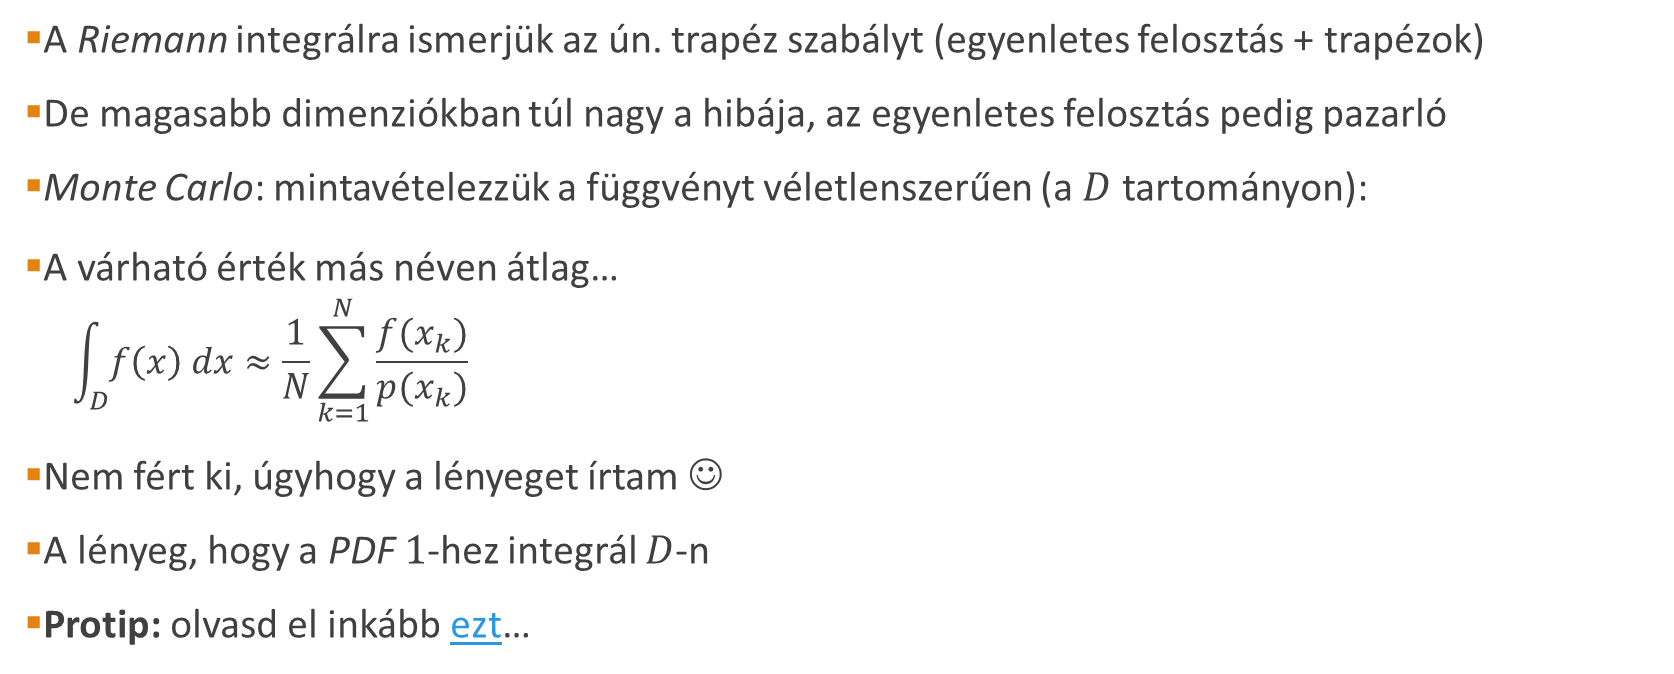 ▪A Riemann integrálra ismerjük az ún. trapéz szabályt (egyenletes felosztás + trapézok)
▪De magasabb dimenziókban túl nagy a hibája, az egyenletes felosztás pedig pazarló
▪Monte Carlo: mintavételezzük a függvényt véletlenszerűen (a D tartományon):
▪A várható érték más néven átlag…
∫_D f(x) dx ≈ 1/N ∑_{k=1}^{N} f(x_k)/p(x_k)
▪Nem fért ki, úgyhogy a lényeget írtam ☺
▪A lényeg, hogy a PDF 1-hez integrál D-n
▪Protip: olvasd el inkább ezt…